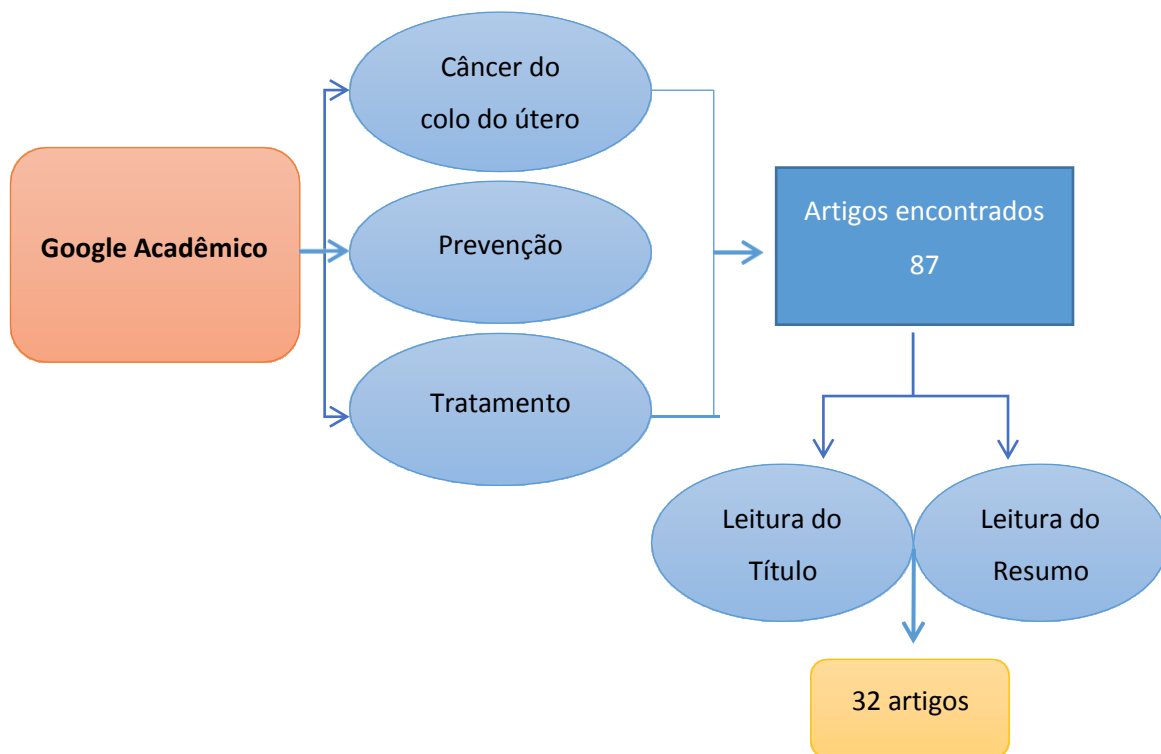 Câncer do
colo do útero
Google Acadêmico
Prevenção
Tratamento
Artigos encontrados
87
Leitura do
Título
Leitura do
Resumo
32 artigos